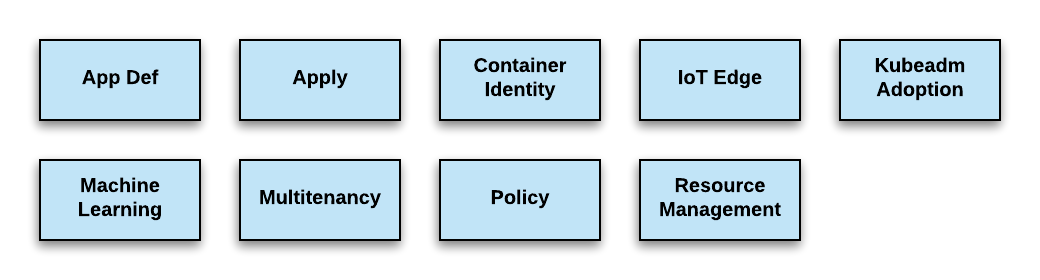 App Def
Apply
Container
Identity
IoT Edge
Kubeadm
Adoption
Machine
Learning
Multitenancy
Policy
Resource
Management